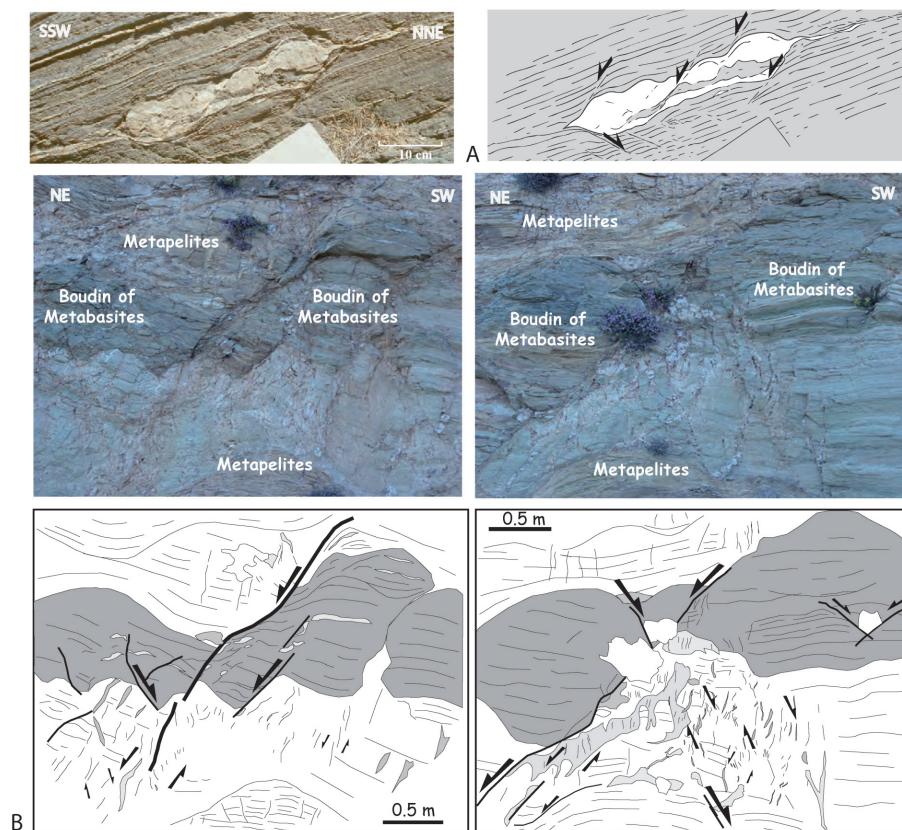 SSW
NNE
10 cm
A
NE
SW
Metapelites
Boudin of
Metabasites
Boudin of
Metabasites
Metapelites
NE
SW
Metapelites
Boudin of
Metabasites
Boudin of
Metabasites
Metapelites
0.5 m
0.5 m
B